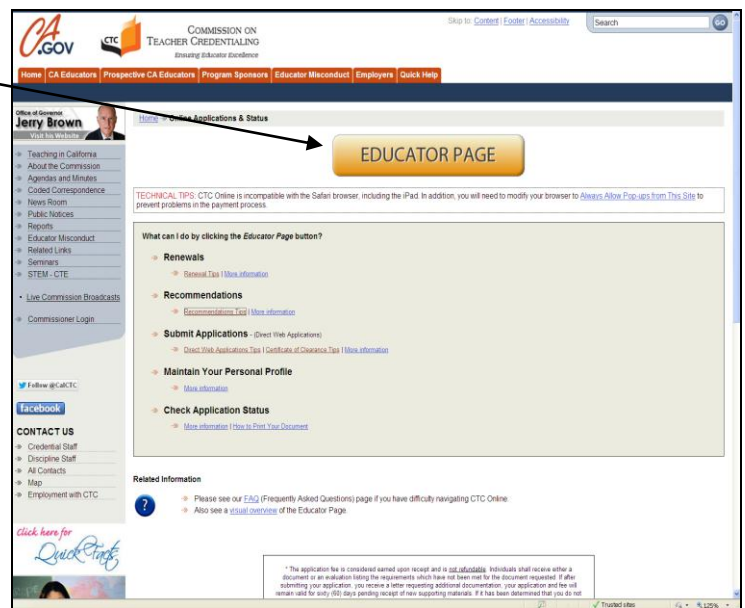 Skip to: Content | Footer | Accessibility
Search
GO
CA.GOV
CTC
COMMISSION ON
TEACHER CREDENTIALING
Ensuring Educator Excellence
Home | CA Educators | Prospective CA Educators | Program Sponsors | Educator Misconduct | Employers | Quick Help
Office of Governor
Jerry Brown
Visit his Website
Teaching in California
About the Commission
Agendas and Minutes
Coded Correspondence
News Room
Public Notices
Reports
Educator Misconduct
Related Links
Seminars
STEM - CTE
Live Commission Broadcasts
Commissioner Login
Follow @CalCTC
facebook
CONTACT US
Credential Staff
Discipline Staff
All Contacts
Map
Employment with CTC
Click here for
Quick Facts
Home » Online Applications & Status
EDUCATOR PAGE
TECHNICAL TIPS: CTC Online is incompatible with the Safari browser, including the iPad. In addition, you will need to modify your browser to Always Allow Pop-ups from This Site to
prevent problems in the payment process.
What can I do by clicking the Educator Page button?
Renewals
Renewal Tips | More information
Recommendations
Recommendations Tips | More information
Submit Applications - (Direct Web Applications)
Direct Web Applications Tips | Certificate of Clearance Tips | More information
Maintain Your Personal Profile
More information
Check Application Status
More information | How to Print Your Document
Related Information
?
Please see our FAQ (Frequently Asked Questions) page if you have difficulty navigating CTC Online.
Also see a visual overview of the Educator Page.
* The application fee is considered earned upon receipt and is not refundable. Individuals shall receive either a
document or an evaluation listing the requirements which have not been met for the document requested. If after
submitting your application, you receive a letter requesting additional documentation, your application and fee will
remain valid for sixty (60) days pending receipt of new supporting materials. If it has been determined that you do not
Trusted sites
125%